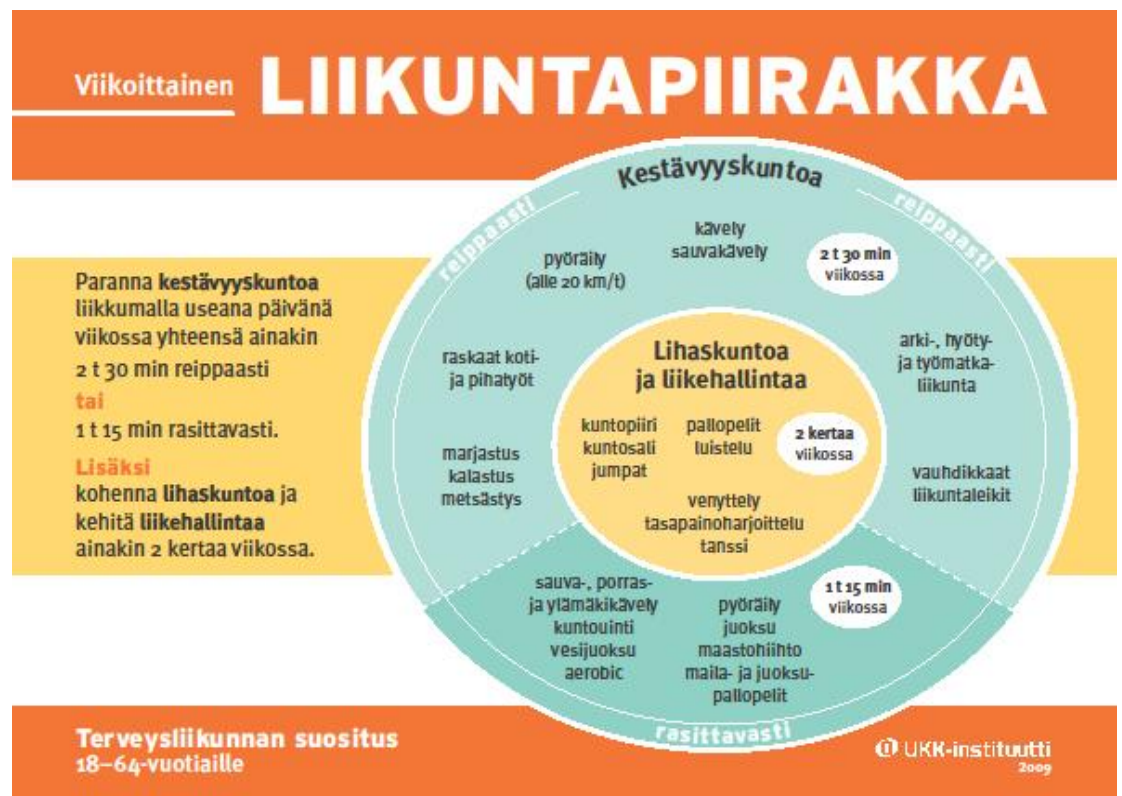 Viikoittainen LIIKUNTAPIIRAKKA
Paranna kestävyyskuntoa
liikkumalla useana päivänä
viikossa yhteensä ainakin
2 t 30 min reippaasti
tai
1 t 15 min rasittavasti.
Lisäksi
kohenna lihaskuntoa ja
kehitä liikehallintaa
ainakin 2 kertaa viikossa.
Kestävyyskuntoa
reippaasti
reippaasti
kävely
sauvakävely
2 t 30 min
viikossa
pyöräily
(alle 20 km/t)
raskaat koti-
ja pihatyöt
marjastus
kalastus
metsästys
arki-, hyöty-
ja työmatka-
liikunta
vauhdikkaat
liikuntaleikit
Lihaskuntoa
ja liikehallintaa
kuntopiiri
kuntosali
jumpat
pallopelit
luistelu
2 kertaa
viikossa
venyttely
tasapainoharjoittelu
tanssi
sauva-, porras-
ja ylämäkikävely
kuntouinti
vesijuoksu
aerobic
pyöräily
juoksu
maastohiihto
maila- ja juoksu-
pallopelit
1 t 15 min
viikossa
rasittavasti
Terveysliikunnan suositus
18–64-vuotiaille
UKK-instituutti
2009